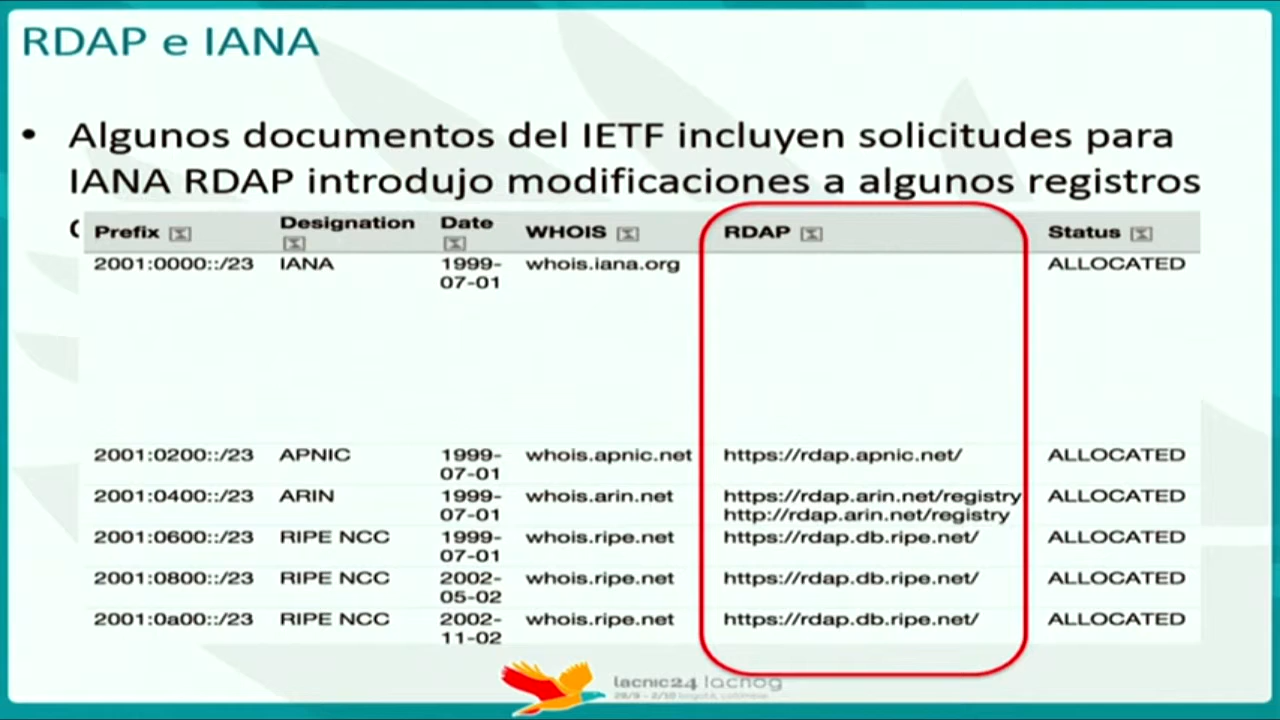 RDAP e IANA
• Algunos documentos del IETF incluyen solicitudes para
IANA RDAP introdujo modificaciones a algunos registros
Prefix Designation Date WHOIS RDAP Status
2001:0000::/23 IANA 1999-07-01 whois.iana.org ALLOCATED
2001:0200::/23 APNIC 1999-07-01 whois.apnic.net https://rdap.apnic.net/ ALLOCATED
2001:0400::/23 ARIN 1999-07-01 whois.arin.net https://rdap.arin.net/registry http://rdap.arin.net/registry ALLOCATED
2001:0600::/23 RIPE NCC 1999-07-01 whois.ripe.net https://rdap.db.ripe.net/ ALLOCATED
2001:0800::/23 RIPE NCC 2002-05-02 whois.ripe.net https://rdap.db.ripe.net/ ALLOCATED
2001:0a00::/23 RIPE NCC 2002-11-02 whois.ripe.net https://rdap.db.ripe.net/ ALLOCATED
lacnic24 lacnog
28/9 - 2/10 bogotá, colombia